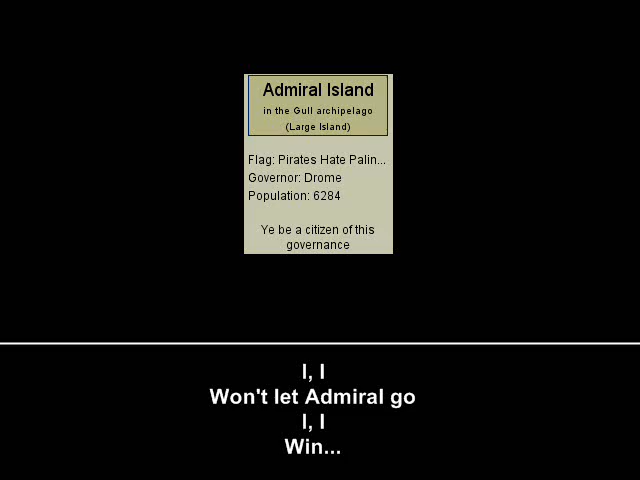 Admiral Island
in the Gull archipelago
(Large Island)
Flag: Pirates Hate Palin...
Governor: Drome
Population: 6284
Ye be a citizen of this
governance
I, I
Won't let Admiral go
I, I
Win...